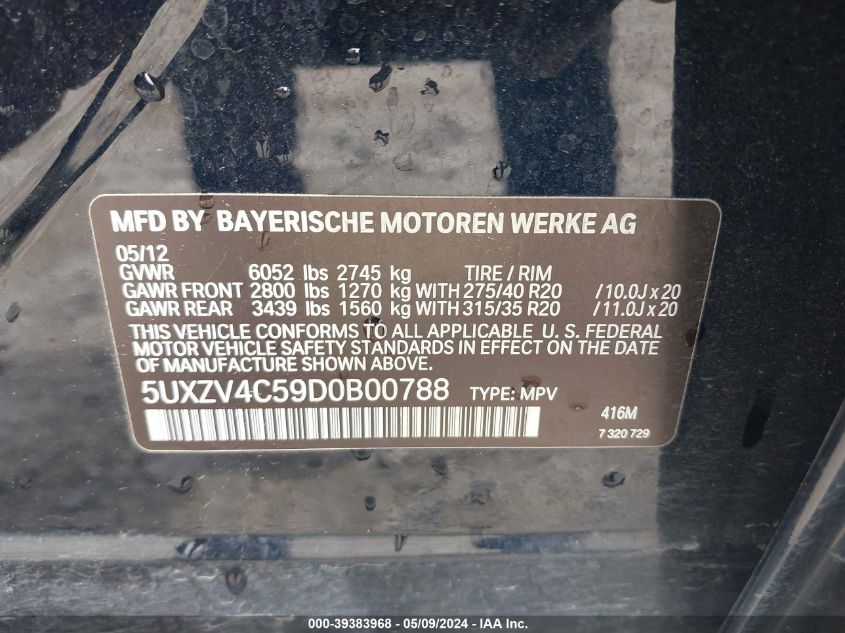 MFD BY BAYERISCHE MOTOREN WERKE AG
05/12
GVWR 6052 lbs 2745 kg TIRE / RIM
GAWR FRONT 2800 lbs 1270 kg WITH 275/40 R20 /10.0J x 20
GAWR REAR 3439 lbs 1560 kg WITH 315/35 R20 /11.0J x 20
THIS VEHICLE CONFORMS TO ALL APPLICABLE U. S. FEDERAL
MOTOR VEHICLE SAFETY STANDARDS IN EFFECT ON THE DATE
OF MANUFACTURE SHOWN ABOVE.
5UXZV4C59D0B00788 TYPE: MPV
416M
7 320 729
000-39383968 - 05/09/2024 - IAA Inc.